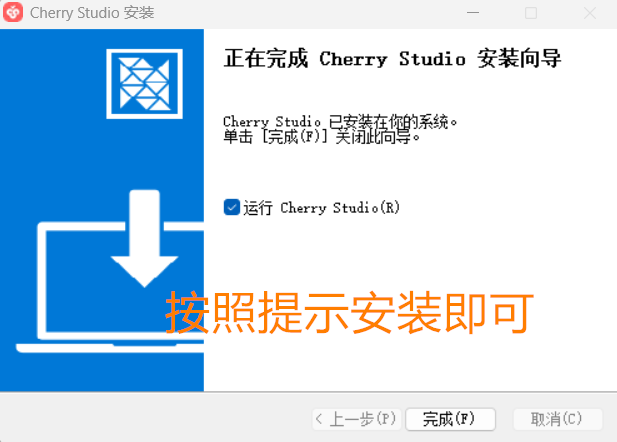 Cherry Studio 安装
正在完成 Cherry Studio 安装向导
Cherry Studio 已安装在你的系统。
单击 [完成(F)] 关闭此向导。
运行 Cherry Studio(R)
按照提示安装即可
< 上一步(P)
完成(F)
取消(C)